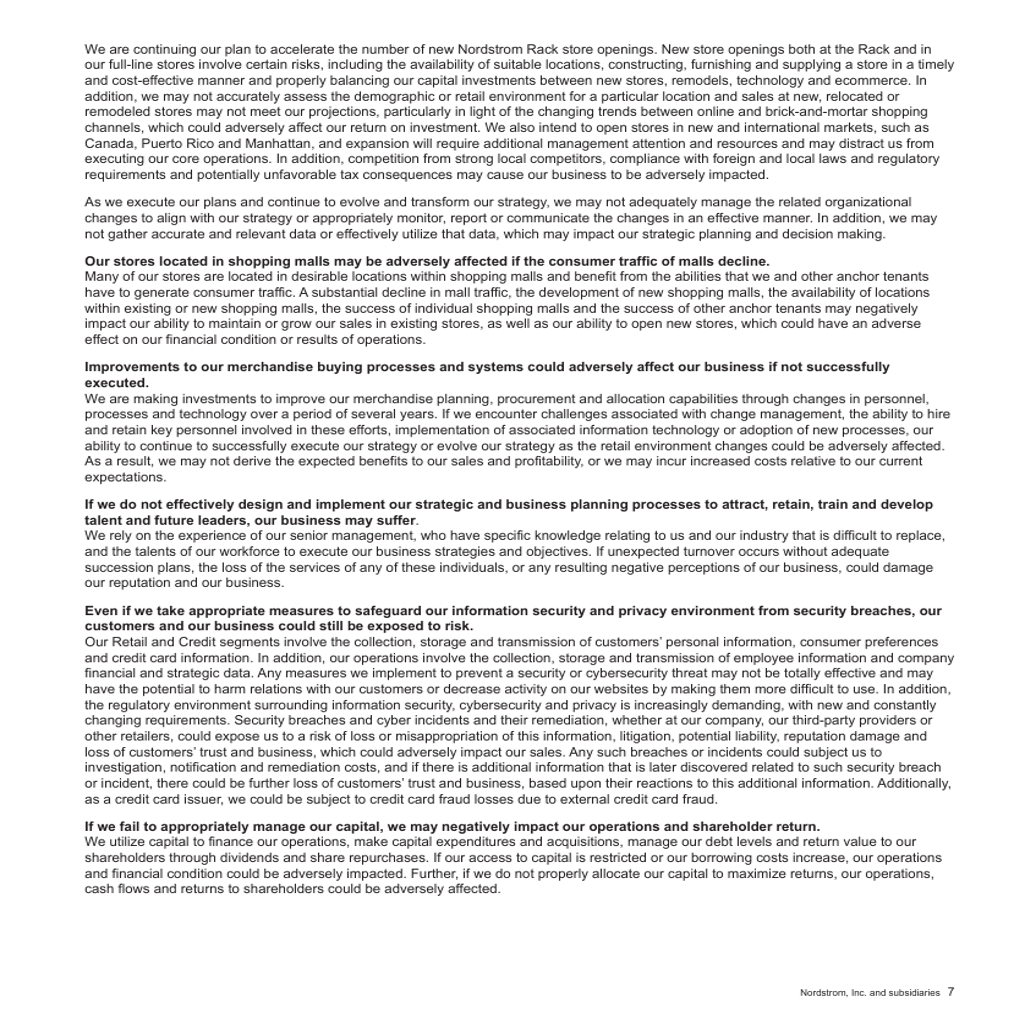 We are continuing our plan to accelerate the number of new Nordstrom Rack store openings. New store openings both at the Rack and in
our full-line stores involve certain risks, including the availability of suitable locations, constructing, furnishing and supplying a store in a timely
and cost-effective manner and properly balancing our capital investments between new stores, remodels, technology and ecommerce. In
addition, we may not accurately assess the demographic or retail environment for a particular location and sales at new, relocated or
remodeled stores may not meet our projections, particularly in light of the changing trends between online and brick-and-mortar shopping
channels, which could adversely affect our return on investment. We also intend to open stores in new and international markets, such as
Canada, Puerto Rico and Manhattan, and expansion will require additional management attention and resources and may distract us from
executing our core operations. In addition, competition from strong local competitors, compliance with foreign and local laws and regulatory
requirements and potentially unfavorable tax consequences may cause our business to be adversely impacted.
As we execute our plans and continue to evolve and transform our strategy, we may not adequately manage the related organizational
changes to align with our strategy or appropriately monitor, report or communicate the changes in an effective manner. In addition, we may
not gather accurate and relevant data or effectively utilize that data, which may impact our strategic planning and decision making.
Our stores located in shopping malls may be adversely affected if the consumer traffic of malls decline.
Many of our stores are located in desirable locations within shopping malls and benefit from the abilities that we and other anchor tenants
have to generate consumer traffic. A substantial decline in mall traffic, the development of new shopping malls, the availability of locations
within existing or new shopping malls, the success of individual shopping malls and the success of other anchor tenants may negatively
impact our ability to maintain or grow our sales in existing stores, as well as our ability to open new stores, which could have an adverse
effect on our financial condition or results of operations.
Improvements to our merchandise buying processes and systems could adversely affect our business if not successfully
executed.
We are making investments to improve our merchandise planning, procurement and allocation capabilities through changes in personnel,
processes and technology over a period of several years. If we encounter challenges associated with change management, the ability to hire
and retain key personnel involved in these efforts, implementation of associated information technology or adoption of new processes, our
ability to continue to successfully execute our strategy or evolve our strategy as the retail environment changes could be adversely affected.
As a result, we may not derive the expected benefits to our sales and profitability, or we may incur increased costs relative to our current
expectations.
If we do not effectively design and implement our strategic and business planning processes to attract, retain, train and develop
talent and future leaders, our business may suffer.
We rely on the experience of our senior management, who have specific knowledge relating to us and our industry that is difficult to replace,
and the talents of our workforce to execute our business strategies and objectives. If unexpected turnover occurs without adequate
succession plans, the loss of the services of any of these individuals, or any resulting negative perceptions of our business, could damage
our reputation and our business.
Even if we take appropriate measures to safeguard our information security and privacy environment from security breaches, our
customers and our business could still be exposed to risk.
Our Retail and Credit segments involve the collection, storage and transmission of customers' personal information, consumer preferences
and credit card information. In addition, our operations involve the collection, storage and transmission of employee information and company
financial and strategic data. Any measures we implement to prevent a security or cybersecurity threat may not be totally effective and may
have the potential to harm relations with our customers or decrease activity on our websites by making them more difficult to use. In addition,
the regulatory environment surrounding information security, cybersecurity and privacy is increasingly demanding, with new and constantly
changing requirements. Security breaches and cyber incidents and their remediation, whether at our company, our third-party providers or
other retailers, could expose us to a risk of loss or misappropriation of this information, litigation, potential liability, reputation damage and
loss of customers' trust and business, which could adversely impact our sales. Any such breaches or incidents could subject us to
investigation, notification and remediation costs, and if there is additional information that is later discovered related to such security breach
or incident, there could be further loss of customers' trust and business, based upon their reactions to this additional information. Additionally,
as a credit card issuer, we could be subject to credit card fraud losses due to external credit card fraud.
If we fail to appropriately manage our capital, we may negatively impact our operations and shareholder return.
We utilize capital to finance our operations, make capital expenditures and acquisitions, manage our debt levels and return value to our
shareholders through dividends and share repurchases. If our access to capital is restricted or our borrowing costs increase, our operations
and financial condition could be adversely impacted. Further, if we do not properly allocate our capital to maximize returns, our operations,
cash flows and returns to shareholders could be adversely affected.
Nordstrom, Inc. and subsidiaries 7